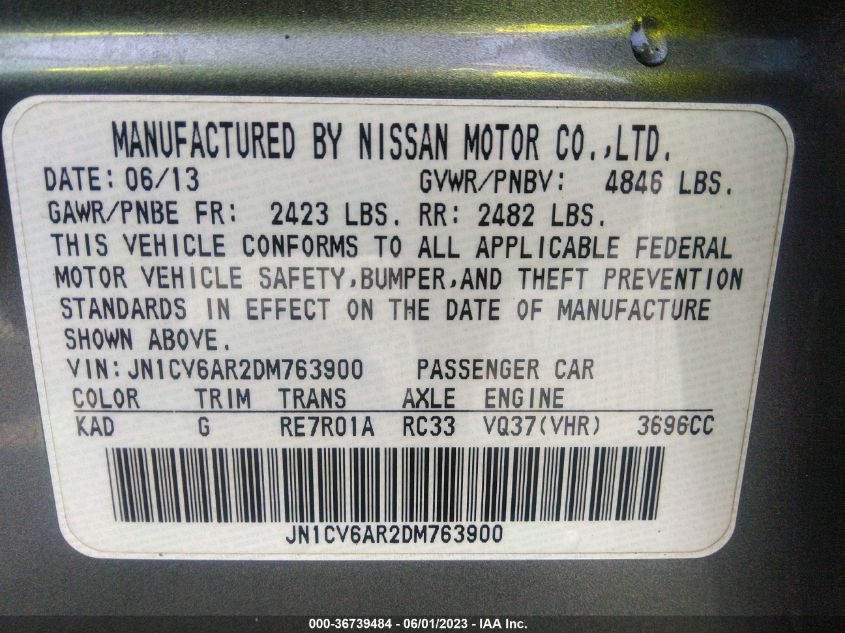 MANUFACTURED BY NISSAN MOTOR CO.,LTD.
DATE: 06/13 GVWR/PNBV: 4846 LBS.
GAWR/PNBE FR: 2423 LBS. RR: 2482 LBS.
THIS VEHICLE CONFORMS TO ALL APPLICABLE FEDERAL
MOTOR VEHICLE SAFETY,BUMPER,AND THEFT PREVENTION
STANDARDS IN EFFECT ON THE DATE OF MANUFACTURE
SHOWN ABOVE.
VIN: JN1CV6AR2DM763900 PASSENGER CAR
COLOR TRIM TRANS AXLE ENGINE
KAD G RE7R01A RC33 VQ37(VHR) 3696CC
JN1CV6AR2DM763900
000-36739484 - 06/01/2023 - IAA Inc.